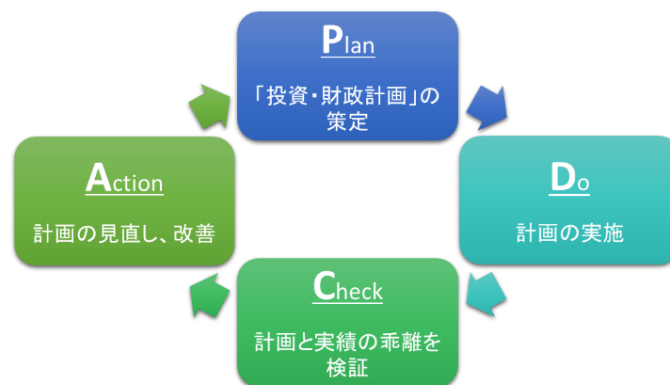 Plan
「投資・財政計画」の
策定
Action
計画の見直し、改善
Do
計画の実施
Check
計画と実績の乖離を
検証